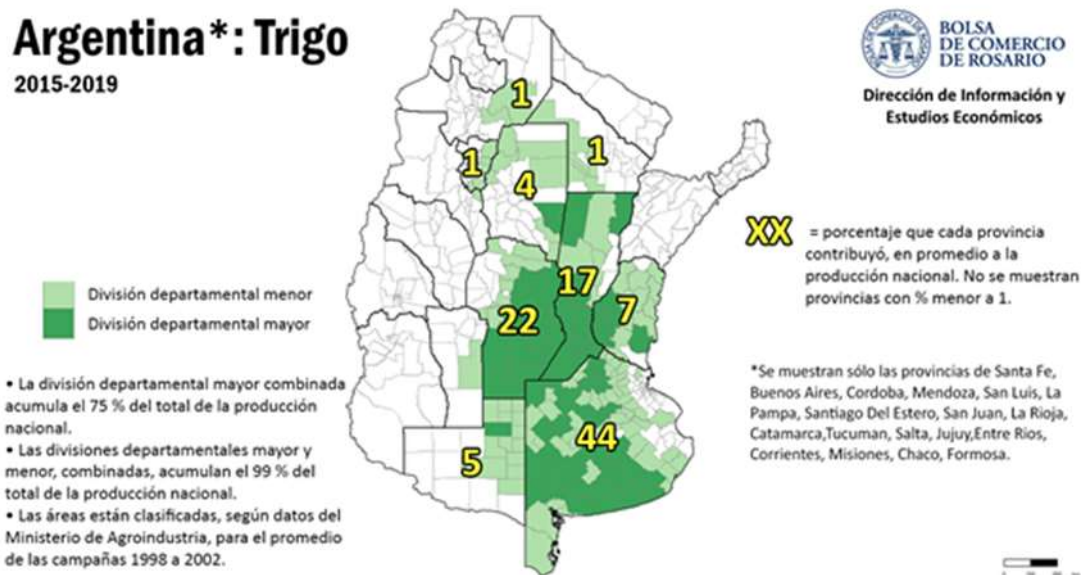 Argentina*: Trigo
2015-2019
BOLSA DE COMERCIO DE ROSARIO
BOLSA
DE COMERCIO
DE ROSARIO
Dirección de Información y
Estudios Económicos
1
1
1
4
17
7
22
44
5
XX = porcentaje que cada provincia
contribuyó, en promedio a la
producción nacional. No se muestran
provincias con % menor a 1.
División departamental menor
División departamental mayor
• La división departamental mayor combinada
acumula el 75 % del total de la producción
nacional.
• Las divisiones departamentales mayor y
menor, combinadas, acumulan el 99 % del
total de la producción nacional.
• Las áreas están clasificadas, según datos del
Ministerio de Agroindustria, para el promedio
de las campañas 1998 a 2002.
*Se muestran sólo las provincias de Santa Fe,
Buenos Aires, Cordoba, Mendoza, San Luis, La
Pampa, Santiago Del Estero, San Juan, La Rioja,
Catamarca,Tucuman, Salta, Jujuy,Entre Rios,
Corrientes, Misiones, Chaco, Formosa.